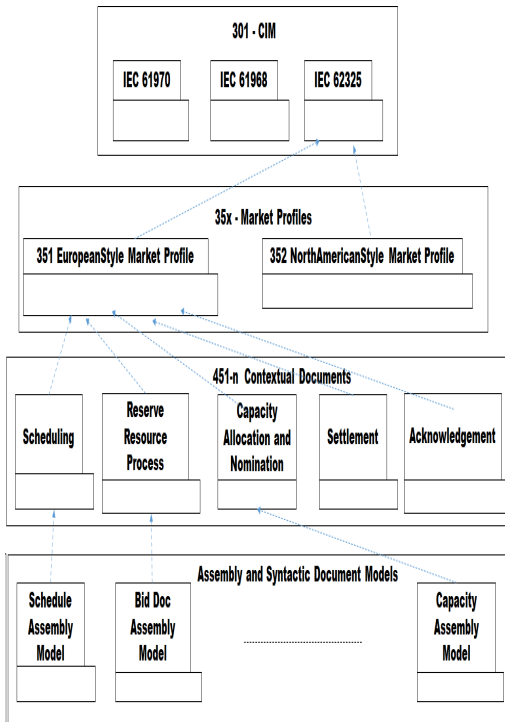 301 - CIM
IEC 61970
IEC 61968
IEC 62325
35x - Market Profiles
351 EuropeanStyle Market Profile
352 NorthAmericanStyle Market Profile
451-n Contextual Documents
Scheduling
Reserve
Resource
Process
Capacity
Allocation and
Nomination
Settlement
Acknowledgement
Assembly and Syntactic Document Models
Schedule
Assembly
Model
Bid Doc
Assembly
Model
Capacity
Assembly
Model